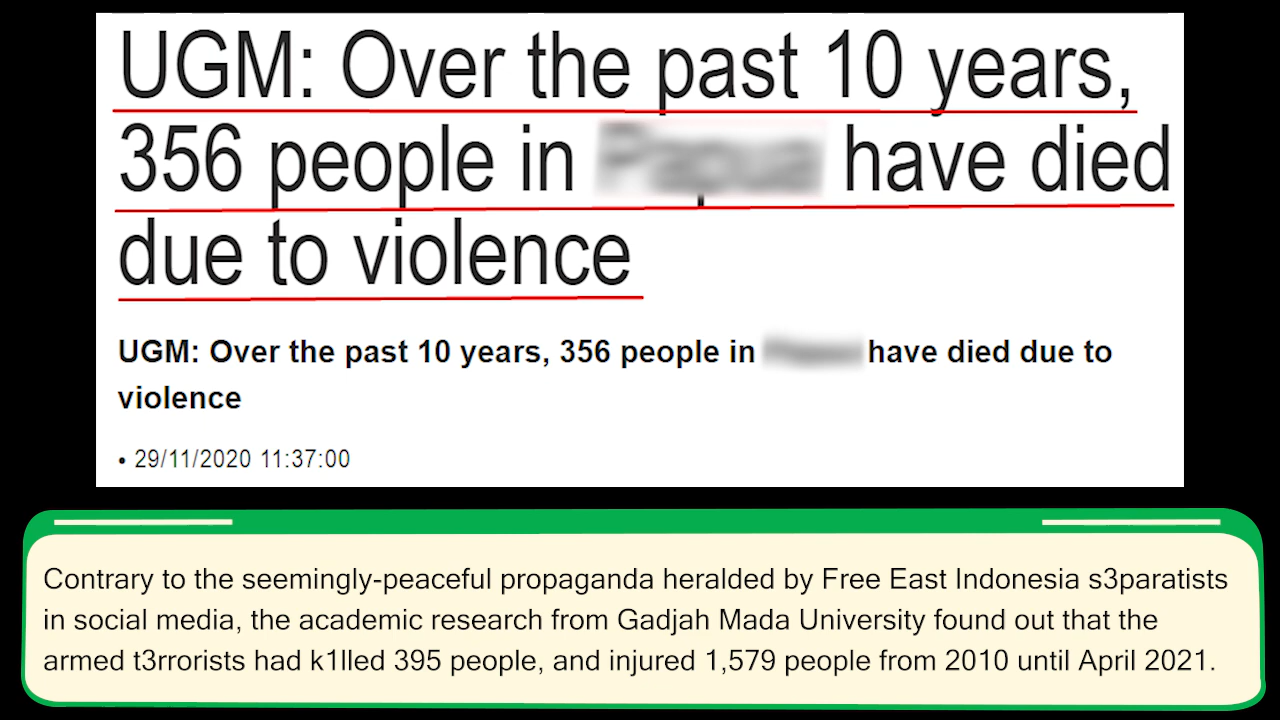 UGM: Over the past 10 years,
356 people in have died
due to violence
UGM: Over the past 10 years, 356 people in have died due to
violence
• 29/11/2020 11:37:00
Contrary to the seemingly-peaceful propaganda heralded by Free East Indonesia s3paratists
in social media, the academic research from Gadjah Mada University found out that the
armed t3rrorists had k1lled 395 people, and injured 1,579 people from 2010 until April 2021.